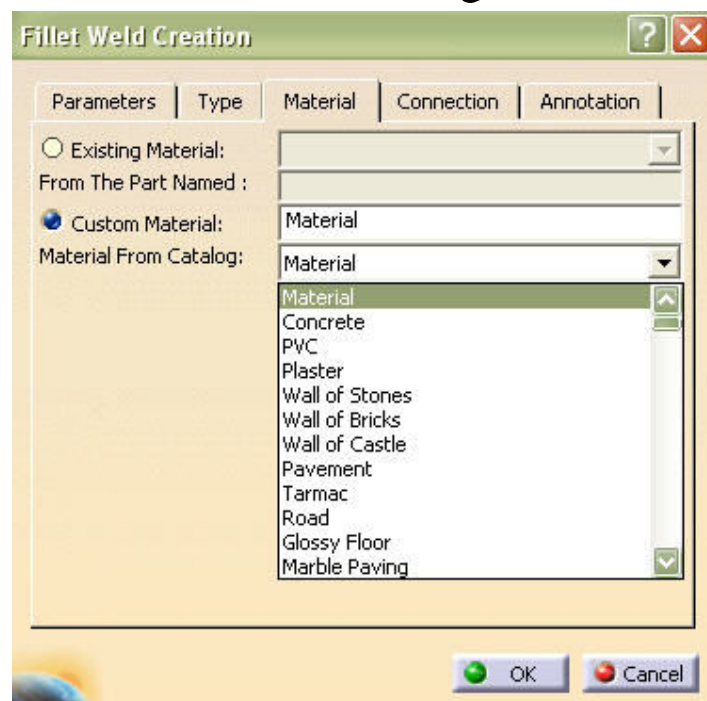 Fillet Weld Creation
?
Parameters Type Material Connection Annotation
Existing Material:
From The Part Named :
Custom Material: Material
Material From Catalog: Material
Material
Concrete
PVC
Plaster
Wall of Stones
Wall of Bricks
Wall of Castle
Pavement
Tarmac
Road
Glossy Floor
Marble Paving
OK Cancel